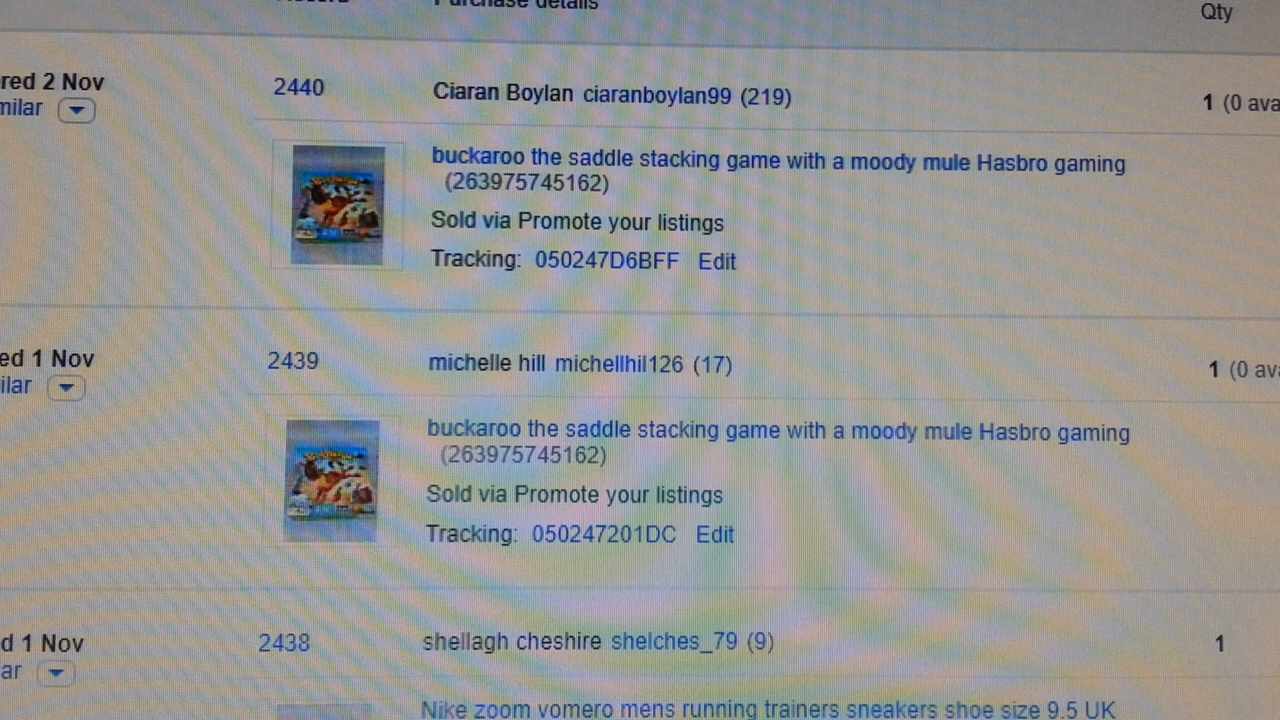 Purchase details
Qty
red 2 Nov
2440
Ciaran Boylan ciaranboylan99 (219)
1 (0 ava
milar
buckaroo the saddle stacking game with a moody mule Hasbro gaming
(263975745162)
Sold via Promote your listings
Tracking: 050247D6BFF Edit
ed 1 Nov
2439
michelle hill michellhil126 (17)
1 (0 ava
ilar
buckaroo the saddle stacking game with a moody mule Hasbro gaming
(263975745162)
Sold via Promote your listings
Tracking: 050247201DC Edit
d 1 Nov
2438
shellagh cheshire shelches_79 (9)
1
ar
Nike zoom vomero mens running trainers sneakers shoe size 9.5 UK